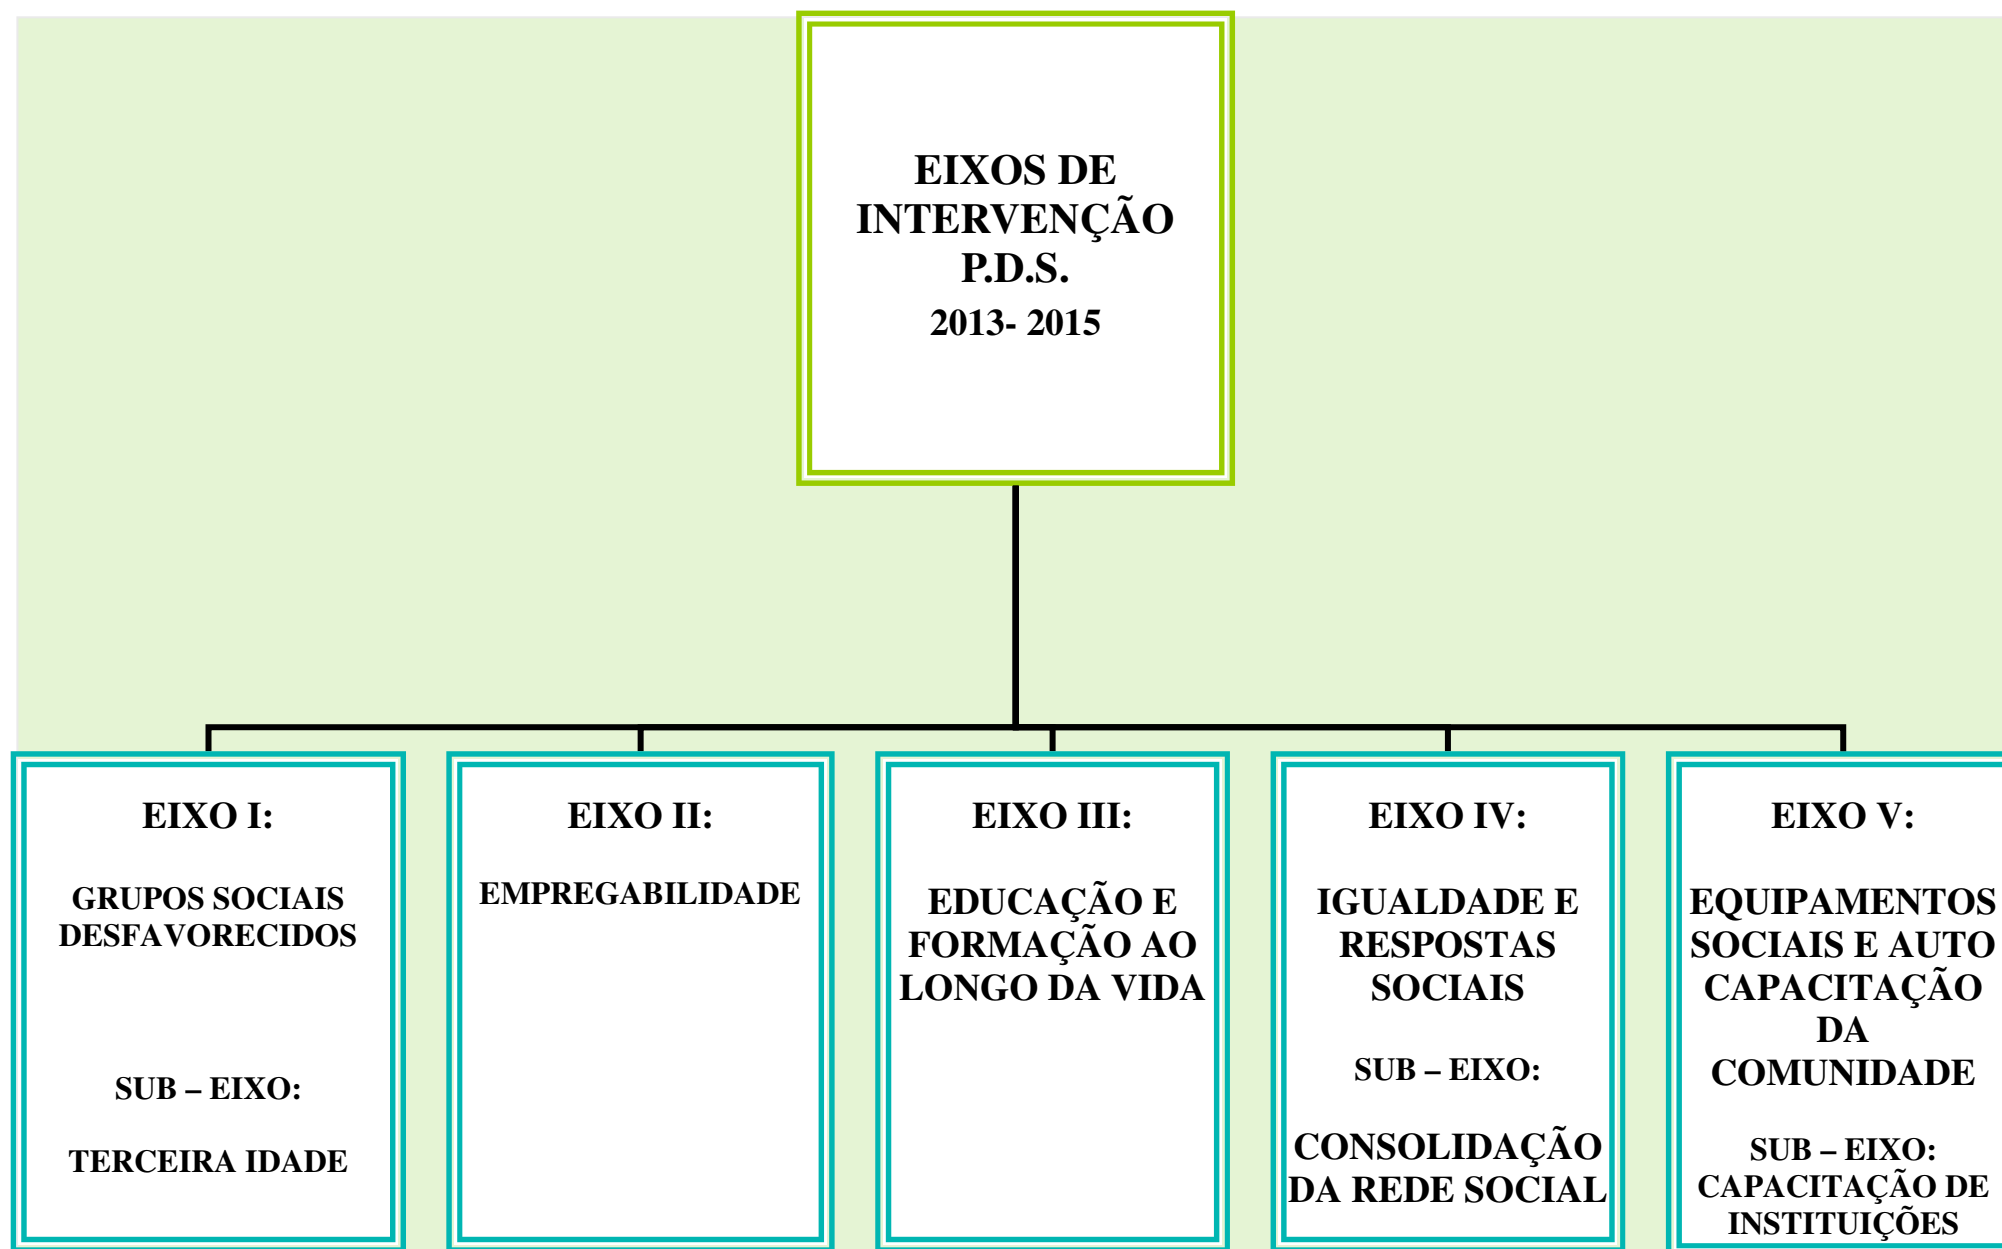 EIXOS DE
INTERVENÇÃO
P.D.S.
2013- 2015
EIXO I:
GRUPOS SOCIAIS
DESFAVORECIDOS
SUB – EIXO:
TERCEIRA IDADE
EIXO II:
EMPREGABILIDADE
EIXO III:
EDUCAÇÃO E
FORMAÇÃO AO
LONGO DA VIDA
EIXO IV:
IGUALDADE E
RESPOSTAS
SOCIAIS
SUB – EIXO:
CONSOLIDAÇÃO
DA REDE SOCIAL
EIXO V:
EQUIPAMENTOS
SOCIAIS E AUTO
CAPACITAÇÃO
DA
COMUNIDADE
SUB – EIXO:
CAPACITAÇÃO DE
INSTITUIÇÕES